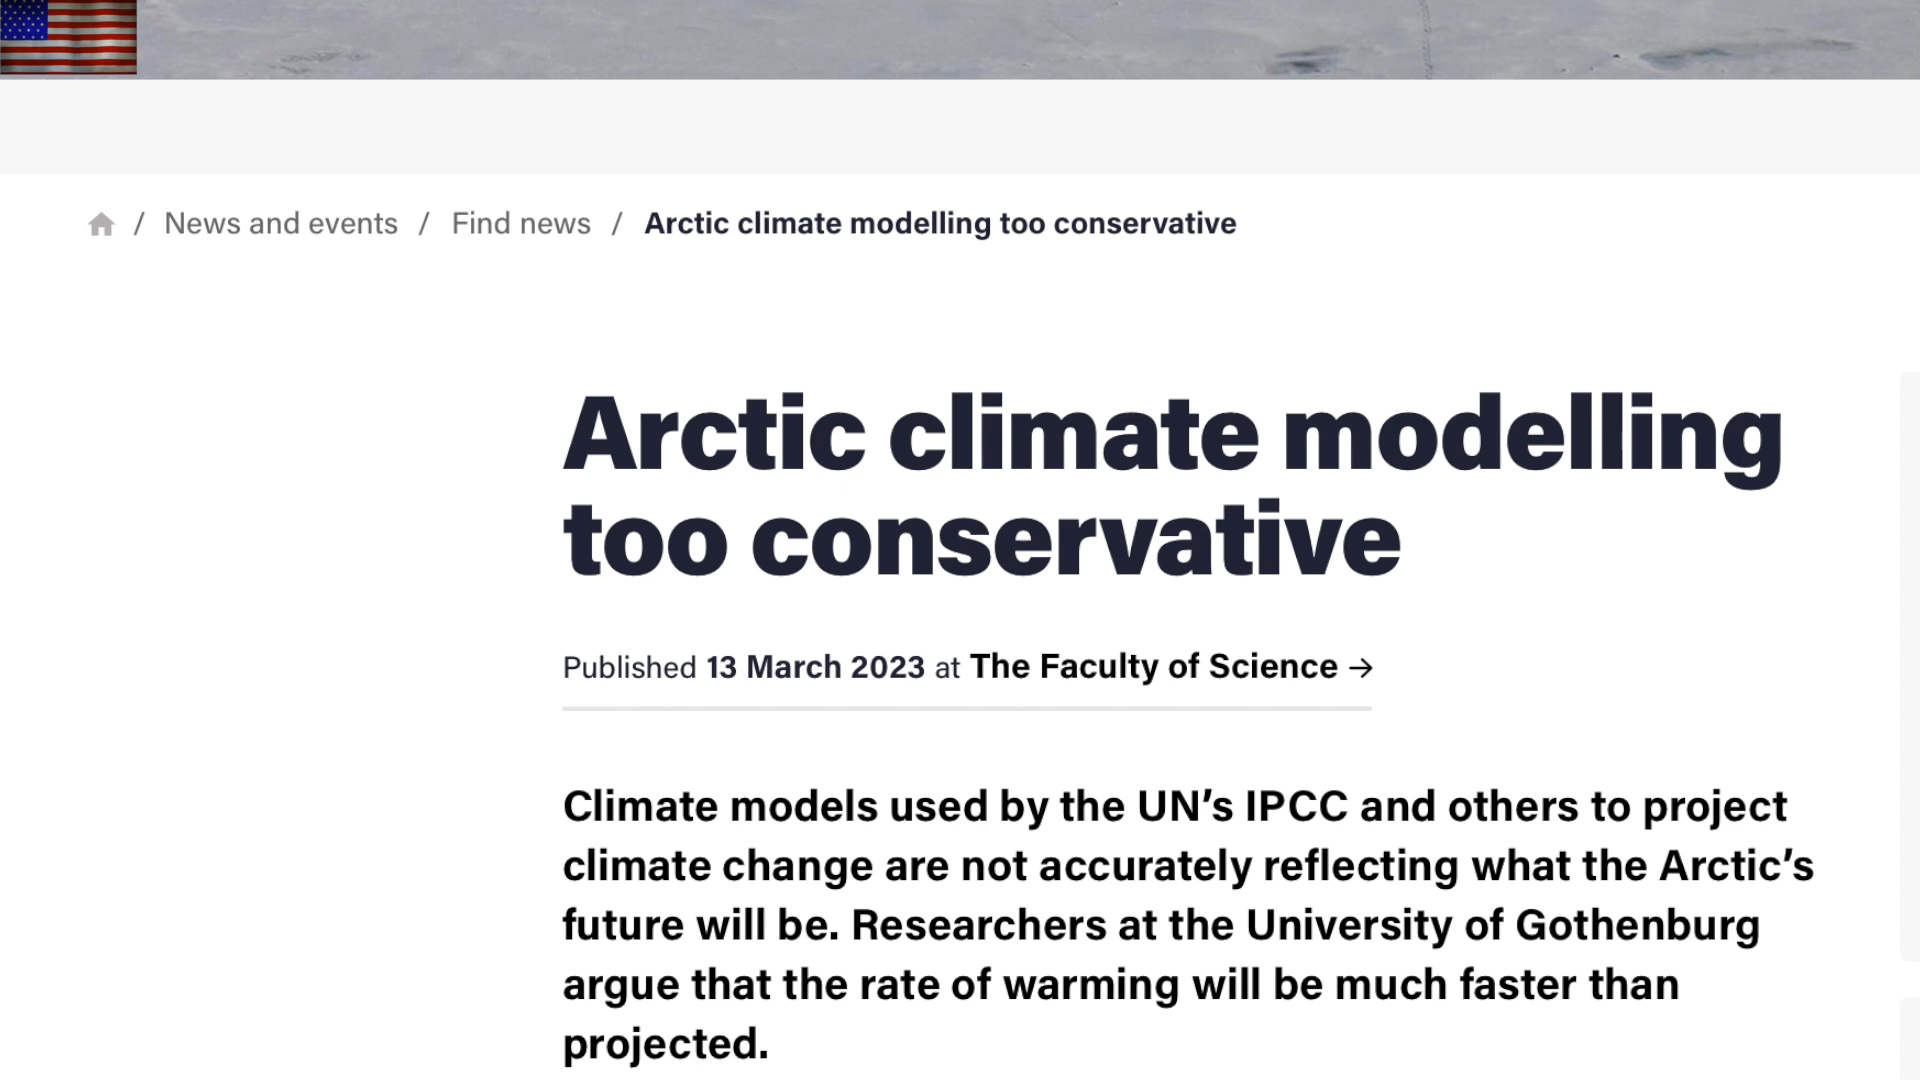 / News and events / Find news / Arctic climate modelling too conservative
Arctic climate modelling
too conservative
Published 13 March 2023 at The Faculty of Science →
Climate models used by the UN’s IPCC and others to project
climate change are not accurately reflecting what the Arctic’s
future will be. Researchers at the University of Gothenburg
argue that the rate of warming will be much faster than
projected.